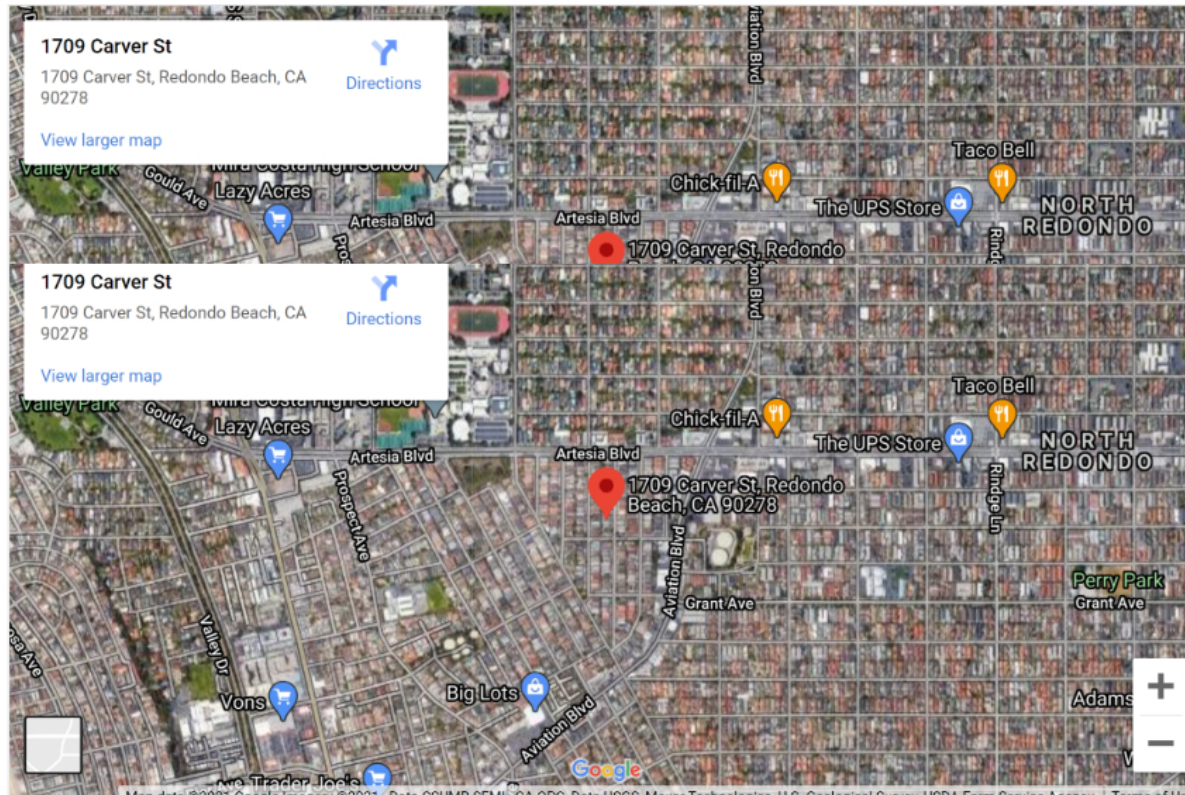 1709 Carver St
1709 Carver St, Redondo Beach, CA
90278
Directions
View larger map
Aviation Blvd
Valley Park
Gould Ave
Mira Costa High School
Lazy Acres
Artesia Blvd
Artesia Blvd
Chick-fil-A
Taco Bell
The UPS Store
NORTH
REDONDO
1709 Carver St, Redondo
1709 Carver St
1709 Carver St, Redondo Beach, CA
90278
Directions
View larger map
Valley Park
Gould Ave
Mira Costa High School
Lazy Acres
Artesia Blvd
Artesia Blvd
Chick-fil-A
Taco Bell
The UPS Store
NORTH
REDONDO
1709 Carver St, Redondo
Beach, CA 90278
Prospect Ave
Rindge Ln
Aviation Blvd
Perry Park
Grant Ave
Grant Ave
Valley Dr
Vons
Big Lots
Aviation Blvd
Adams
Trader Joe's
Google